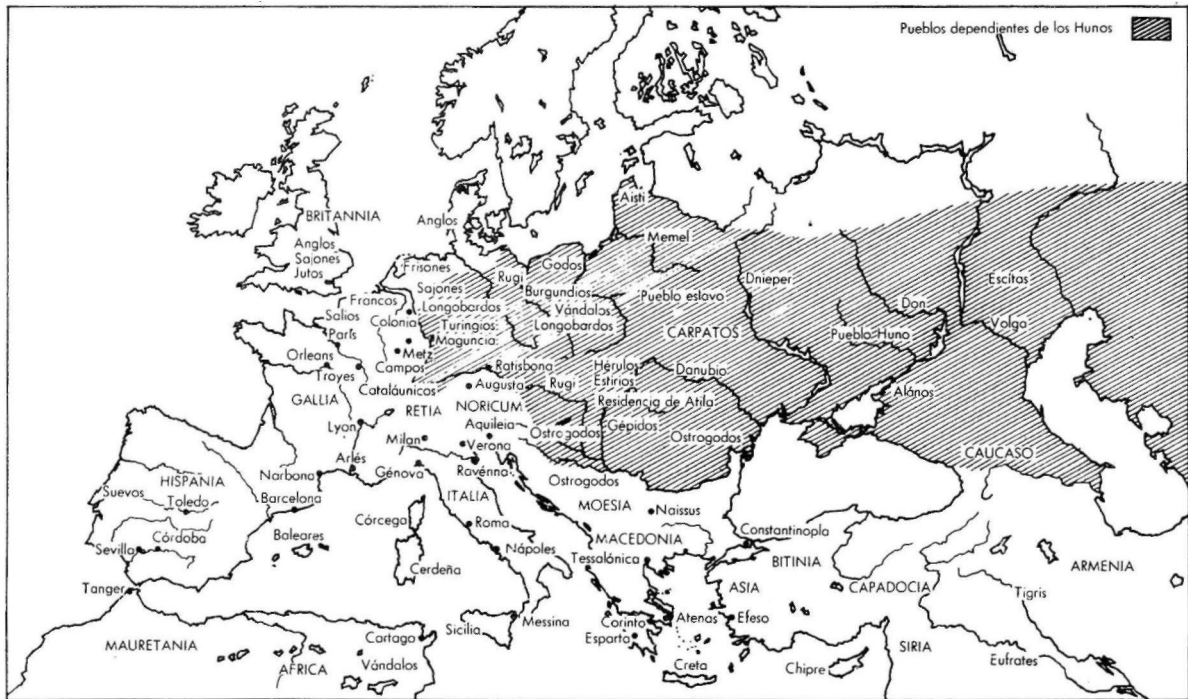 Pueblos dependientes de los Hunos
BRITANNIA
Anglos
Sajones
Jutos
Anglos
Aisti
Memel
Frisones
Sajones
Longobardos
Rugi
Godos
Burgundios
Vándalos
Longobardos
Pueblo eslavo
Dnieper
Escitas
Don
Volga
Francos
Salios
Colonia
París
Turingios
Maguncia
CARPATOS
Pueblo Huno
Orleans
Metz
Campos
Cataláunicos
Troyes
Ratisbona
Augusta
Rugi
Hérulos
Estirios
Danubio
Residencia de Atila
Alanos
GALLIA
RETIA
NORICUM
Lyon
Aquileia
Ostrogodos
Gépidos
Ostrogodos
Milan
Verona
CAUCASO
Arlés
Narbona
Génova
Ravénna
Ostrogodos
HISPANIA
Suevos
Toledo
Barcelona
ITALIA
MOESIA
Naissus
Córcega
Roma
Constantinopla
Sevilla
Córdoba
Baleares
MACEDONIA
Cerdeña
Nápoles
Tessalónica
BITINIA
ARMENIA
Tanger
ASIA
CAPADOCIA
Tigris
MAURETANIA
Cartago
Sicilia
Messina
Corinto
Atenas
Efeso
Esparta
AFRICA
Vándalos
Creta
Chipre
SIRIA
Eufrates